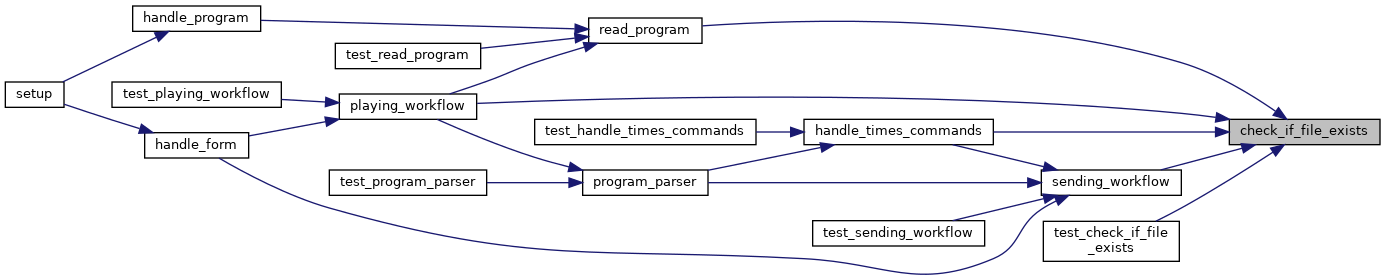 handle_program
read_program
test_read_program
setup
test_playing_workflow
playing_workflow
test_handle_times_commands
handle_times_commands
check_if_file_exists
handle_form
test_program_parser
program_parser
sending_workflow
test_sending_workflow
test_check_if_file
_exists